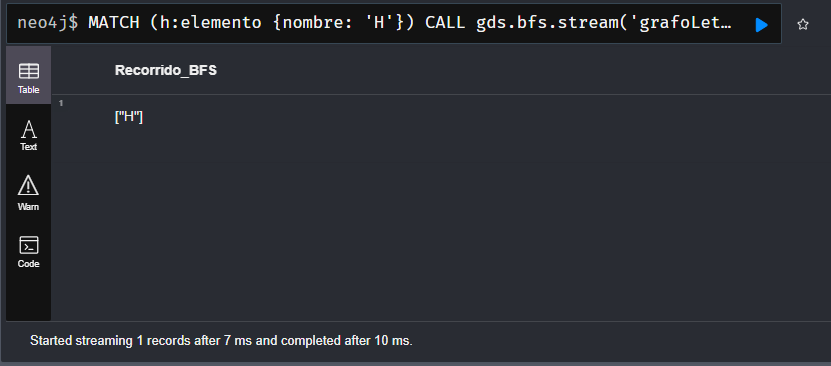 neo4j$ MATCH (h:elemento {nombre: 'H'}) CALL gds.bfs.stream('grafoLet…
Table
Recorrido_BFS
1
["H"]
Text
Warn
Code
Started streaming 1 records after 7 ms and completed after 10 ms.